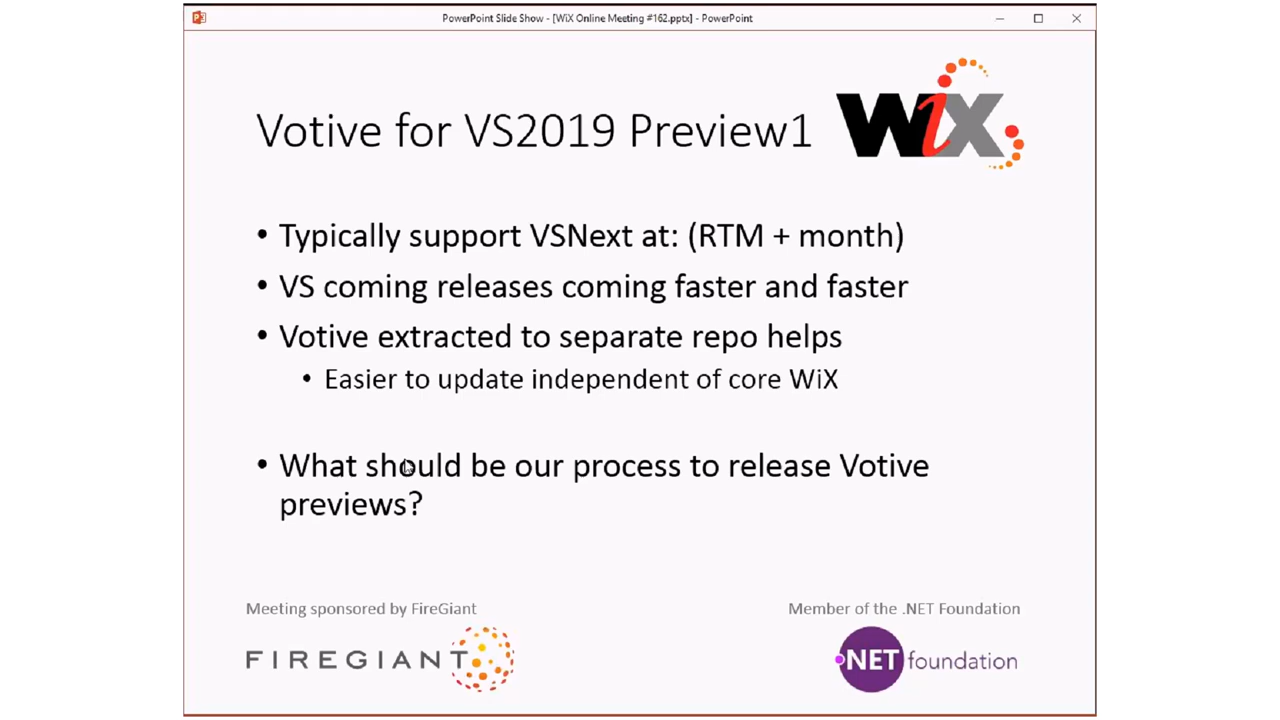 PowerPoint Slide Show - [WiX Online Meeting #162.pptx] - PowerPoint
Votive for VS2019 Preview1
WiX
• Typically support VSNext at: (RTM + month)
• VS coming releases coming faster and faster
• Votive extracted to separate repo helps
• Easier to update independent of core WiX
• What should be our process to release Votive
previews?
Meeting sponsored by FireGiant
Member of the .NET Foundation
FIREGIANT
.NET foundation